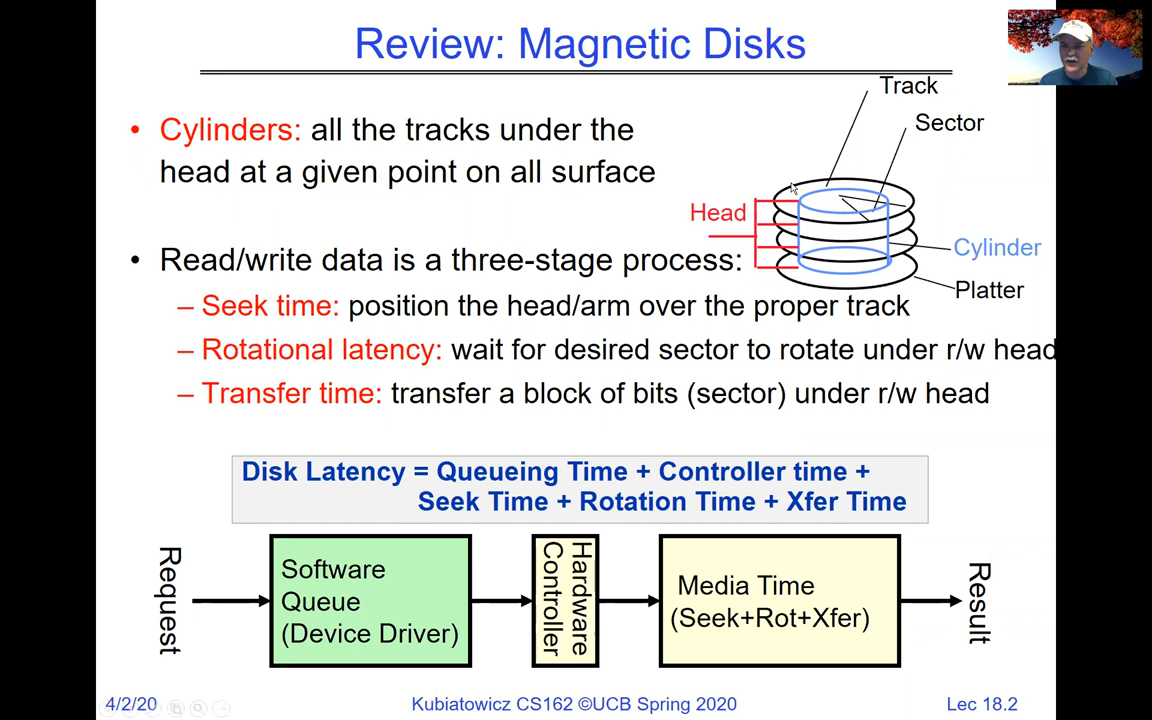 Review: Magnetic Disks
Track
Sector
• Cylinders: all the tracks under the
head at a given point on all surface
Head
Cylinder
Platter
• Read/write data is a three-stage process:
– Seek time: position the head/arm over the proper track
– Rotational latency: wait for desired sector to rotate under r/w head
– Transfer time: transfer a block of bits (sector) under r/w head
Disk Latency = Queueing Time + Controller time +
Seek Time + Rotation Time + Xfer Time
Request
Software
Queue
(Device Driver)
Hardware
Controller
Media Time
(Seek+Rot+Xfer)
Result
4/2/20
Kubiatowicz CS162 ©UCB Spring 2020
Lec 18.2